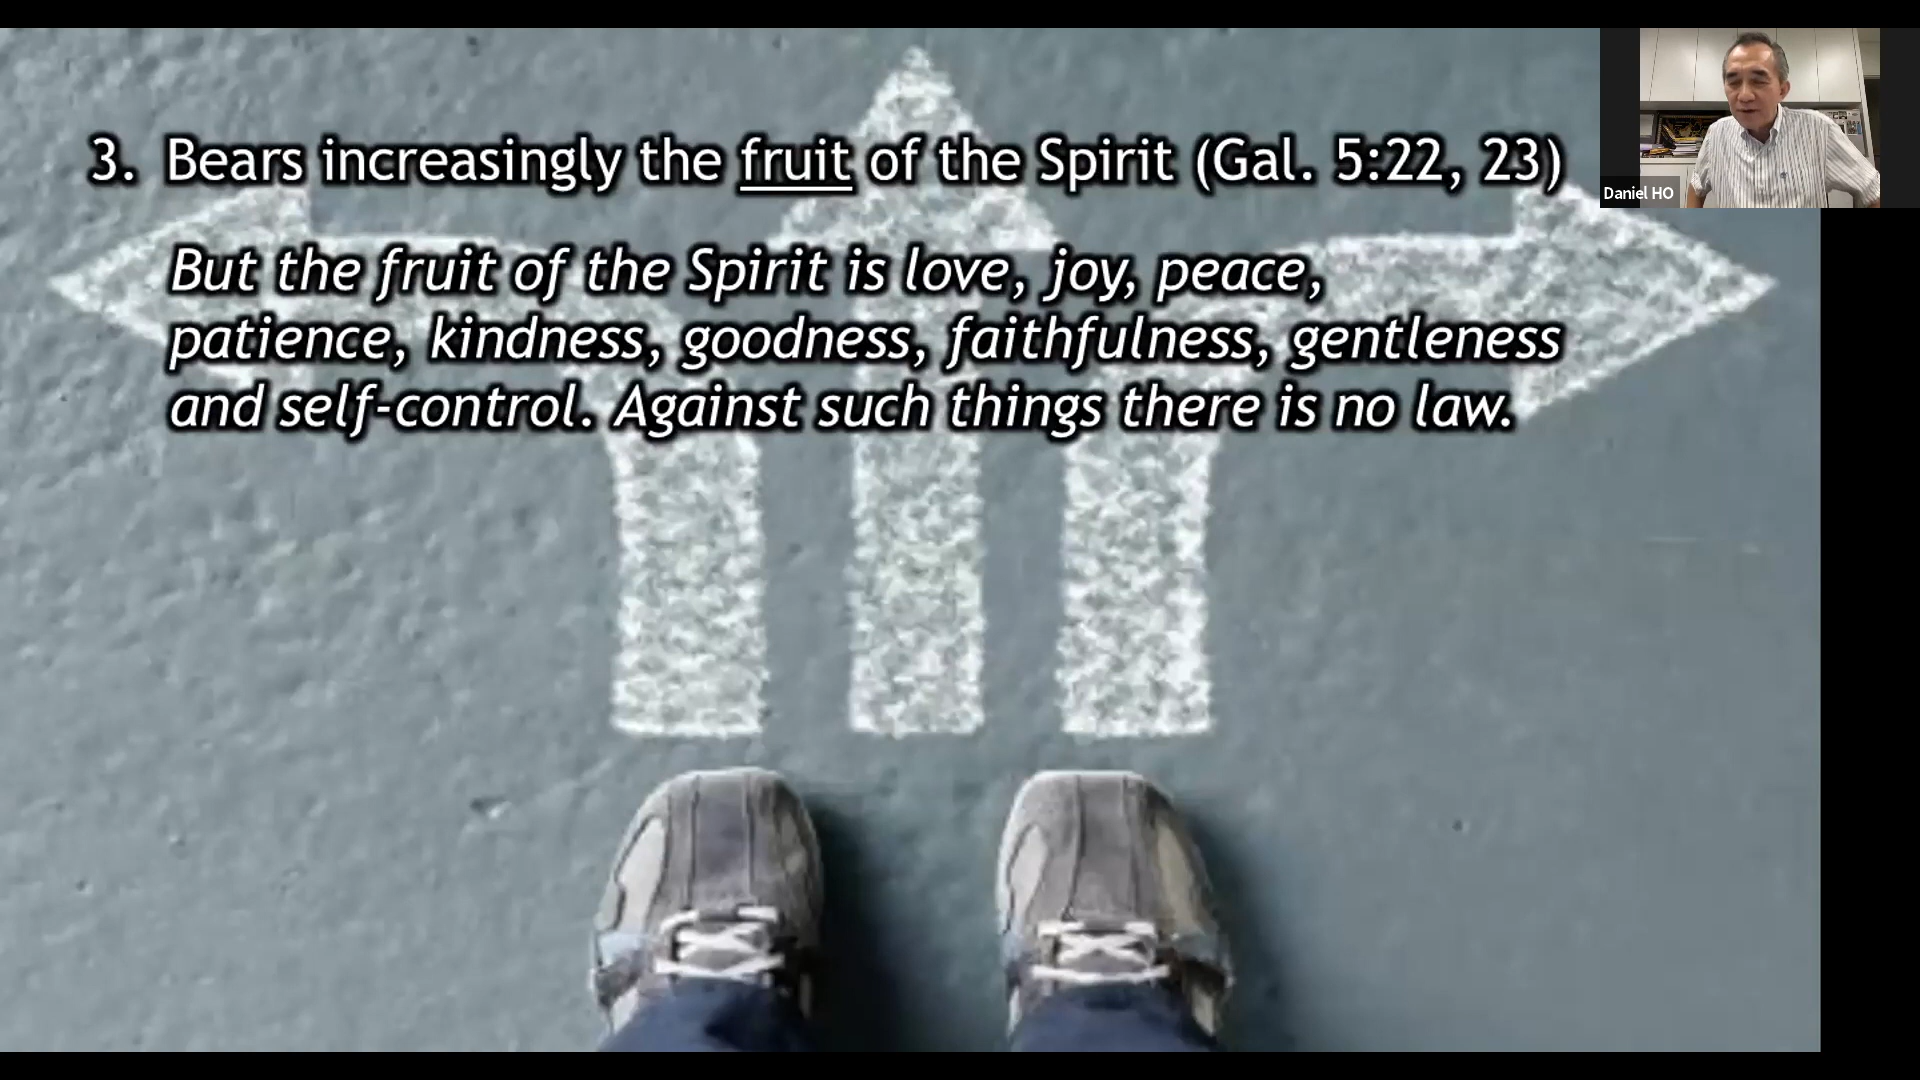 3. Bears increasingly the fruit of the Spirit (Gal. 5:22, 23)
But the fruit of the Spirit is love, joy, peace,
patience, kindness, goodness, faithfulness, gentleness
and self-control. Against such things there is no law.
Daniel HO